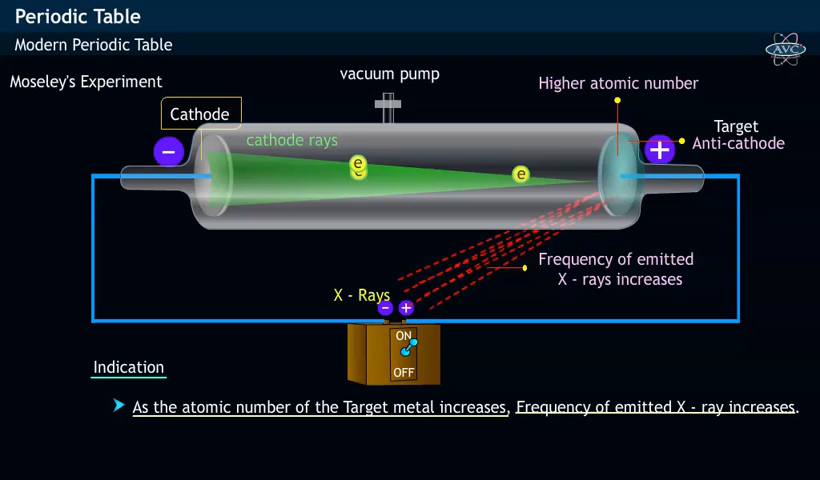 Periodic Table
Modern Periodic Table
AVC
Moseley's Experiment
vacuum pump
Higher atomic number
Cathode
Target
Anti-cathode
cathode rays
−
+
e
e
e
Frequency of emitted
X - rays increases
X - Rays
− +
ON
OFF
Indication
As the atomic number of the Target metal increases, Frequency of emitted X - ray increases.